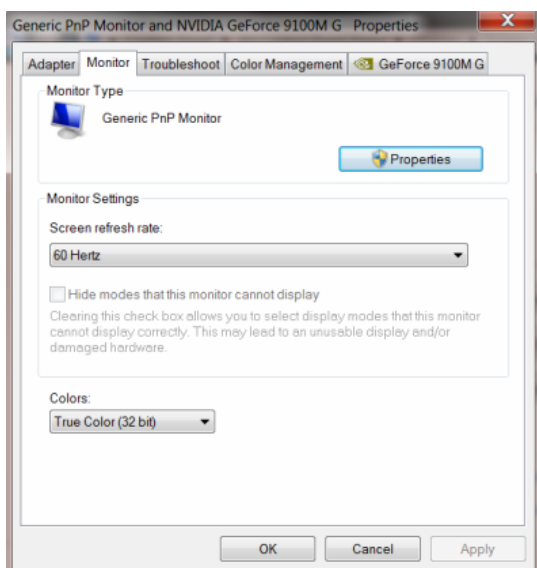 Generic PnP Monitor and NVIDIA GeForce 9100M G Properties
X
Adapter Monitor Troubleshoot Color Management GeForce 9100M G
Monitor Type
Generic PnP Monitor
Properties
Monitor Settings
Screen refresh rate:
60 Hertz
Hide modes that this monitor cannot display
Clearing this check box allows you to select display modes that this monitor
cannot display correctly. This may lead to an unusable display and/or
damaged hardware.
Colors:
True Color (32 bit)
OK Cancel Apply